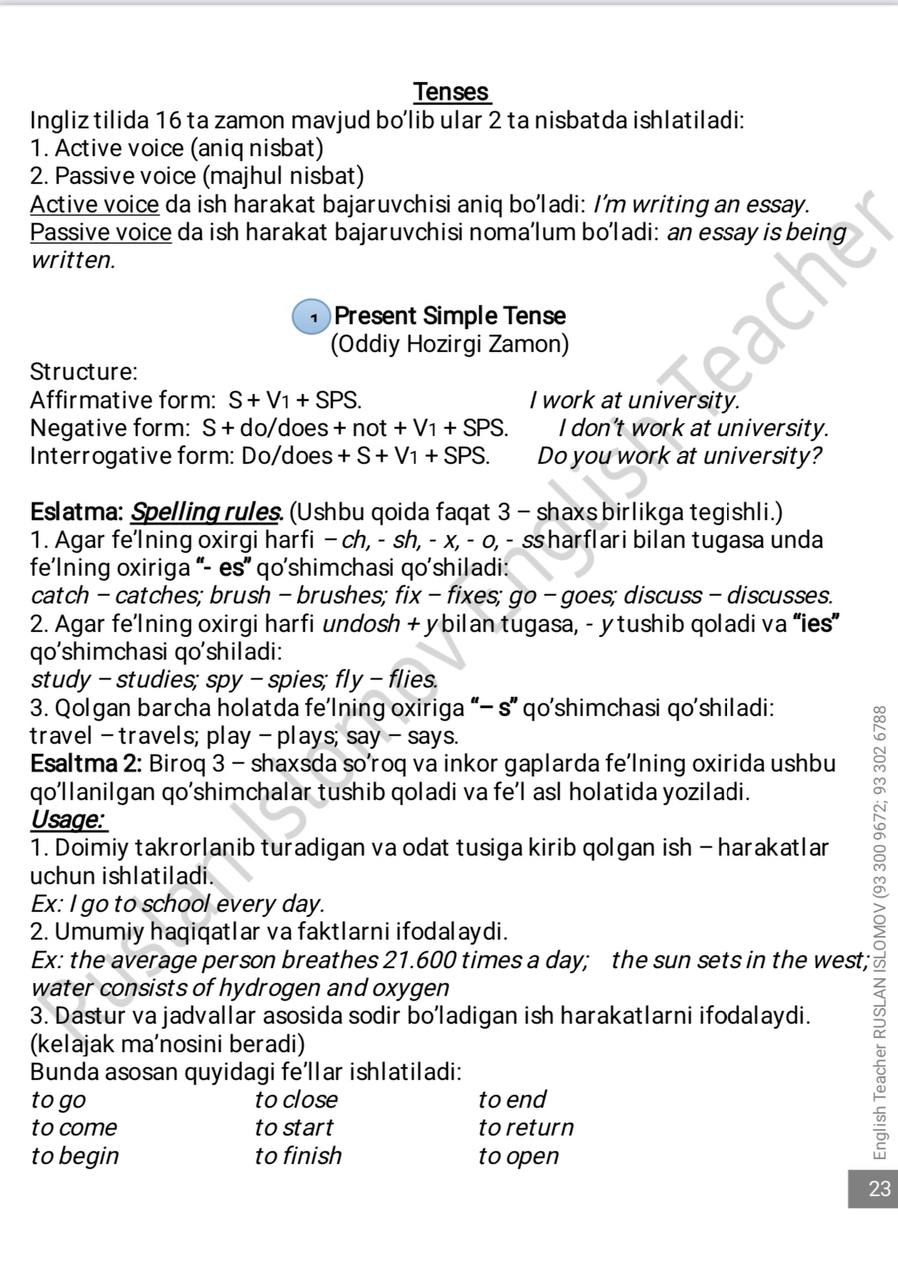 Tenses
Ingliz tilida 16 ta zamon mavjud bo’lib ular 2 ta nisbatda ishlatiladi:
1. Active voice (aniq nisbat)
2. Passive voice (majhul nisbat)
Active voice da ish harakat bajaruvchisi aniq bo’ladi: I’m writing an essay.
Passive voice da ish harakat bajaruvchisi noma’lum bo’ladi: an essay is being
written.
1 Present Simple Tense
(Oddiy Hozirgi Zamon)
Structure:
Affirmative form: S + V1 + SPS. I work at university.
Negative form: S + do/does + not + V1 + SPS. I don’t work at university.
Interrogative form: Do/does + S + V1 + SPS. Do you work at university?
Eslatma: Spelling rules. (Ushbu qoida faqat 3 – shaxs birlikga tegishli.)
1. Agar fe’lning oxirgi harfi – ch, - sh, - x, - o, - ss harflari bilan tugasa unda
fe’lning oxiriga “- es” qo’shimchasi qo’shiladi:
catch – catches; brush – brushes; fix – fixes; go – goes; discuss – discusses.
2. Agar fe’lning oxirgi harfi undosh + y bilan tugasa, - y tushib qoladi va “ies”
qo’shimchasi qo’shiladi:
study – studies; spy – spies; fly – flies.
3. Qolgan barcha holatda fe’lning oxiriga “– s” qo’shimchasi qo’shiladi:
travel – travels; play – plays; say – says.
Esaltma 2: Biroq 3 – shaxsda so’roq va inkor gaplarda fe’lning oxirida ushbu
qo’llanilgan qo’shimchalar tushib qoladi va fe’l asl holatida yoziladi.
Usage:
1. Doimiy takrorlanib turadigan va odat tusiga kirib qolgan ish – harakatlar
uchun ishlatiladi.
Ex: I go to school every day.
2. Umumiy haqiqatlar va faktlarni ifodalaydi.
Ex: the average person breathes 21.600 times a day; the sun sets in the west;
water consists of hydrogen and oxygen
3. Dastur va jadvallar asosida sodir bo’ladigan ish harakatlarni ifodalaydi.
(kelajak ma’nosini beradi)
Bunda asosan quyidagi fe’llar ishlatiladi:
to go to close to end
to come to start to return
to begin to finish to open
English Teacher RUSLAN ISLOMOV (93 300 9672; 93 302 6788
23
Ruslan Islomov English Teacher